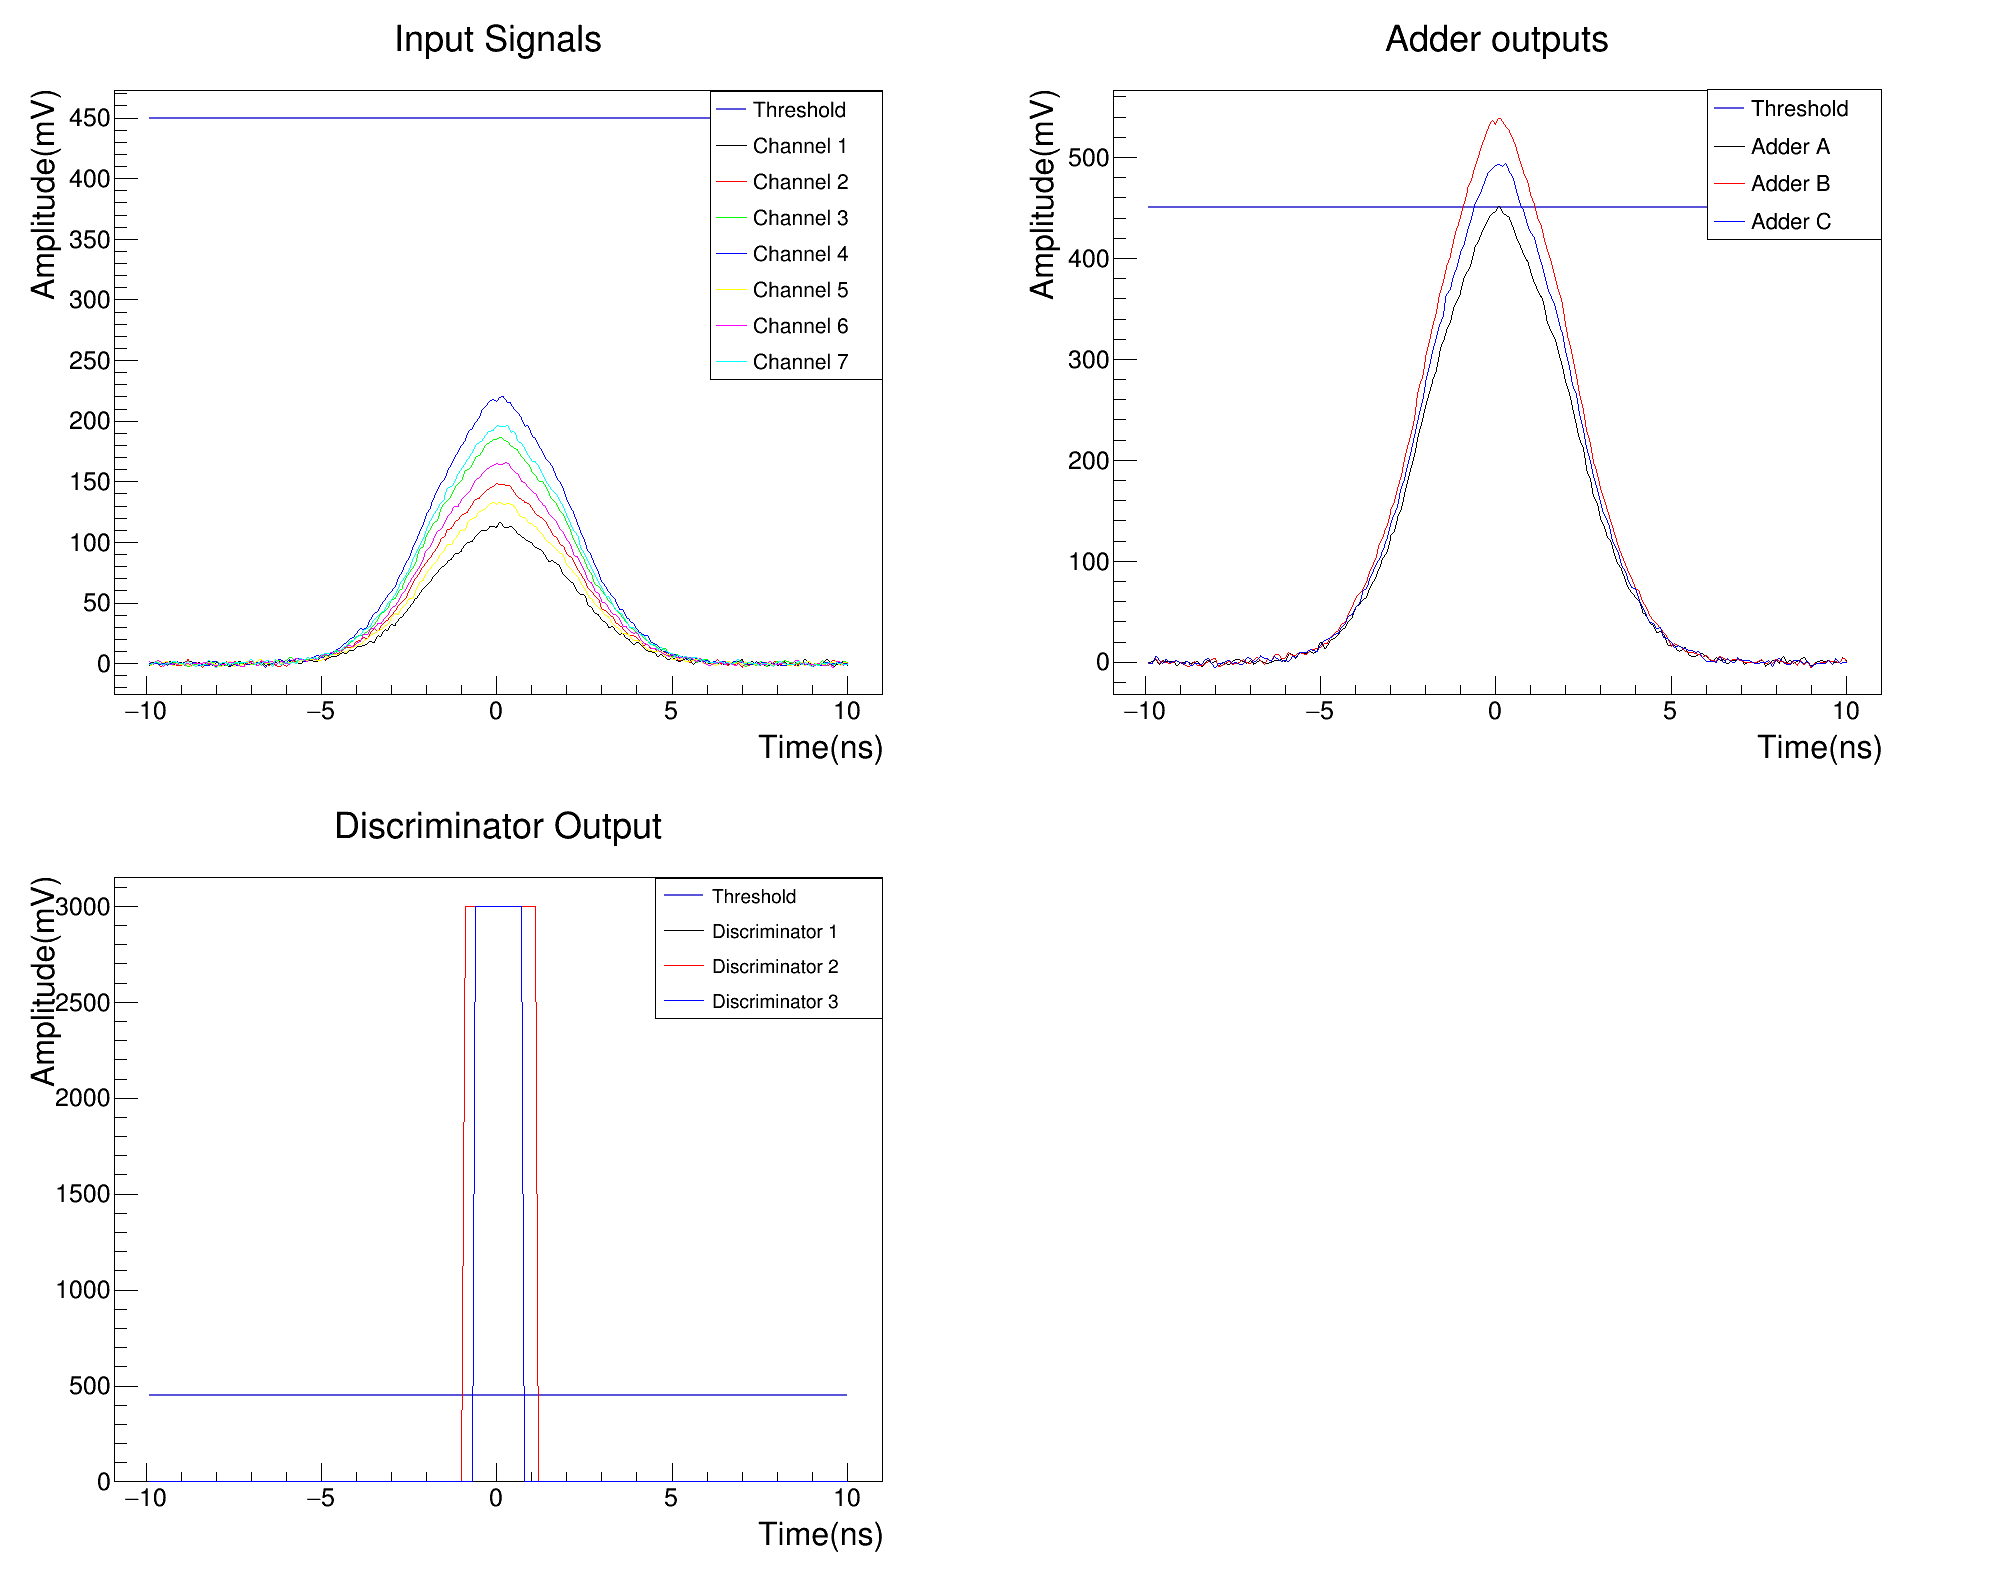 Input Signals
Amplitude(mV)
450
400
350
300
250
200
150
100
50
0
−10
−5
0
5
10
Time(ns)
Threshold
Channel 1
Channel 2
Channel 3
Channel 4
Channel 5
Channel 6
Channel 7
Adder outputs
Amplitude(mV)
500
400
300
200
100
0
−10
−5
0
5
10
Time(ns)
Threshold
Adder A
Adder B
Adder C
Discriminator Output
Amplitude(mV)
3000
2500
2000
1500
1000
500
0
−10
−5
0
5
10
Time(ns)
Threshold
Discriminator 1
Discriminator 2
Discriminator 3